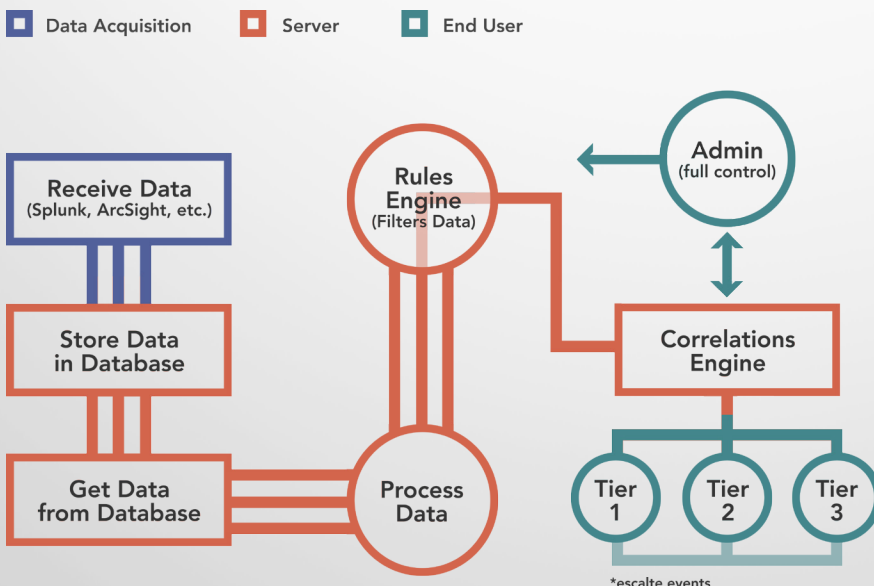 Data Acquisition
Server
End User
Receive Data
(Splunk, ArcSight, etc.)
Store Data
in Database
Get Data
from Database
Process
Data
Rules
Engine
(Filters Data)
Admin
(full control)
Correlations
Engine
Tier
1
Tier
2
Tier
3
*escalte events